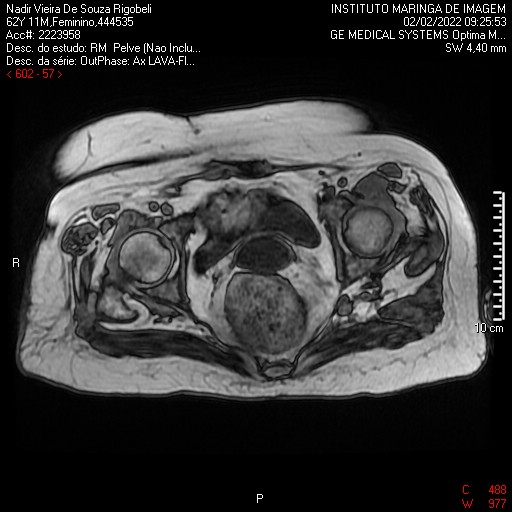 Nadir Vieira De Souza Rigobeli
62Y 11M,Feminino,444535
Acc#: 2223958
Desc. do estudo: RM Pelve (Nao Inclu...
Desc. da série: OutPhase: Ax LAVA-Fl...
< 602 - 57 >
INSTITUTO MARINGA DE IMAGEM
02/02/2022 09:25:53
GE MEDICAL SYSTEMS Optima M...
SW 4,40 mm
R
10 cm
P
C 488
W 977